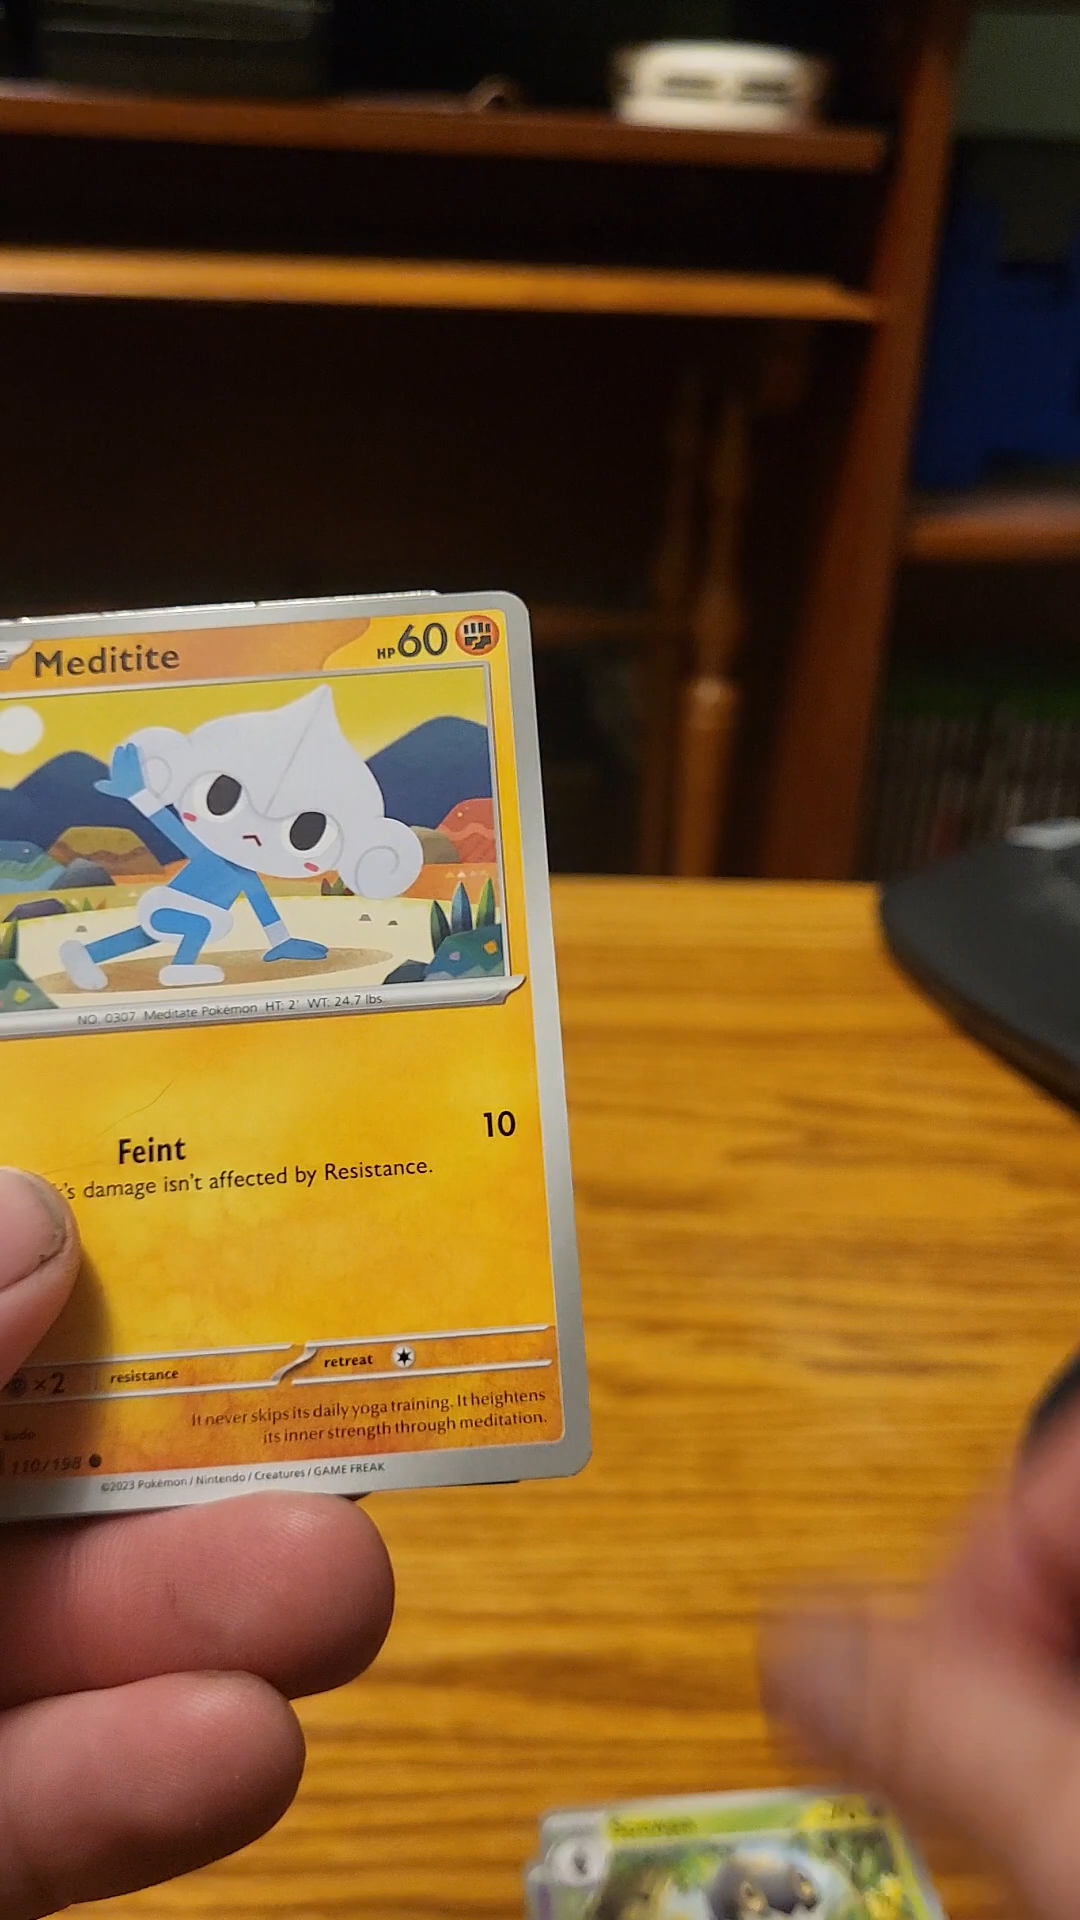 Meditite HP 60
NO. 0307 Meditate Pokémon HT: 2' WT: 24.7 lbs.
Feint 10
's damage isn't affected by Resistance.
×2 resistance retreat
It never skips its daily yoga training. It heightens
its inner strength through meditation.
110/198
©2023 Pokémon / Nintendo / Creatures / GAME FREAK